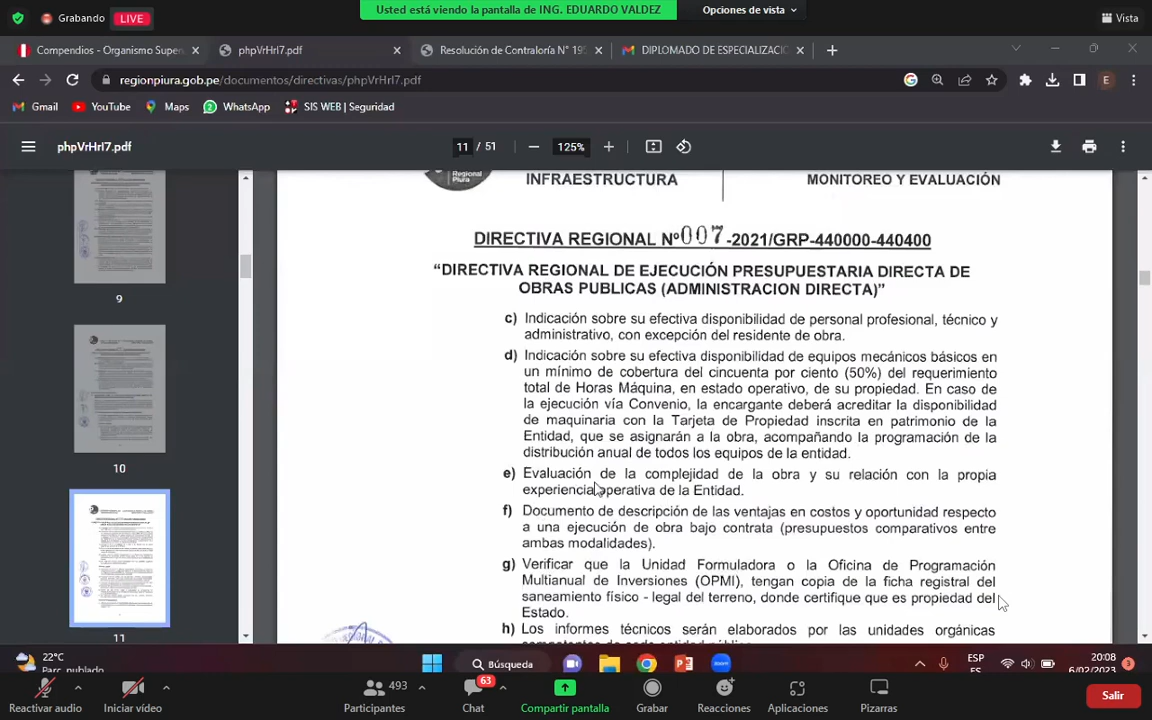 Grabando
LIVE
Usted está viendo la pantalla de ING. EDUARDO VALDEZ
Opciones de vista
Vista
Compendios - Organismo Super
phpVrHrI7.pdf
Resolución de Contraloría N° 195
DIPLOMADO DE ESPECIALIZACIO
regionpiura.gob.pe/documentos/directivas/phpVrHrI7.pdf
E
Gmail
YouTube
Maps
WhatsApp
SIS WEB | Seguridad
phpVrHrI7.pdf
11 / 51
125%
9
10
11
Regional
Piura
INFRAESTRUCTURA
MONITOREO Y EVALUACIÓN
DIRECTIVA REGIONAL Nº007-2021/GRP-440000-440400
“DIRECTIVA REGIONAL DE EJECUCIÓN PRESUPUESTARIA DIRECTA DE
OBRAS PUBLICAS (ADMINISTRACION DIRECTA)”
c) Indicación sobre su efectiva disponibilidad de personal profesional, técnico y
administrativo, con excepción del residente de obra.
d) Indicación sobre su efectiva disponibilidad de equipos mecánicos básicos en
un mínimo de cobertura del cincuenta por ciento (50%) del requerimiento
total de Horas Máquina, en estado operativo, de su propiedad. En caso de
la ejecución vía Convenio, la encargante deberá acreditar la disponibilidad
de maquinaria con la Tarjeta de Propiedad inscrita en patrimonio de la
Entidad, que se asignarán a la obra, acompañando la programación de la
distribución anual de todos los equipos de la entidad.
e) Evaluación de la complejidad de la obra y su relación con la propia
experiencia operativa de la Entidad.
f) Documento de descripción de las ventajas en costos y oportunidad respecto
a una ejecución de obra bajo contrata (presupuestos comparativos entre
ambas modalidades).
g) Verificar que la Unidad Formuladora o la Oficina de Programación
Multianual de Inversiones (OPMI), tengan copia de la ficha registral del
saneamiento físico - legal del terreno, donde certifique que es propiedad del
Estado.
h) Los informes técnicos serán elaborados por las unidades orgánicas
22°C
Parc. nublado
Búsqueda
ESP
ES
20:08
6/02/2023
3
Reactivar audio
Iniciar vídeo
493
Participantes
63
Chat
Compartir pantalla
Grabar
Reacciones
Aplicaciones
Pizarras
Salir